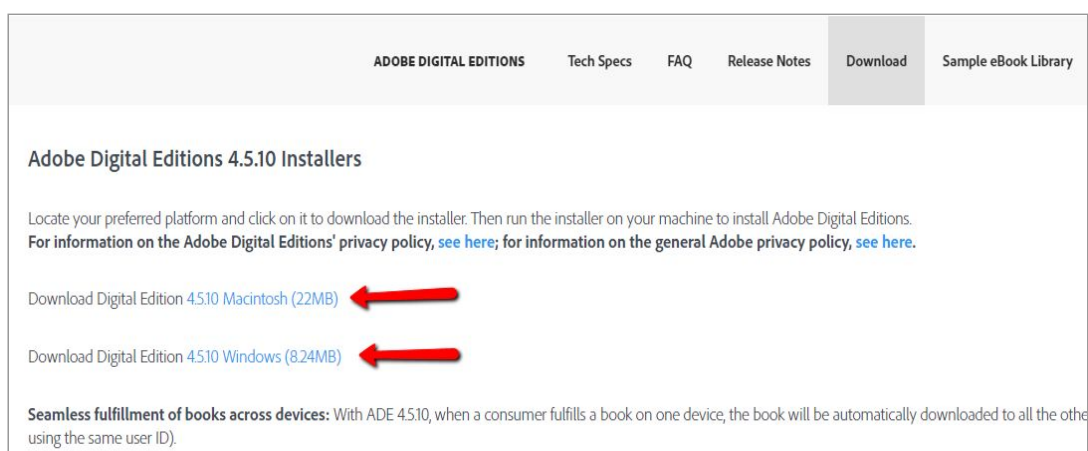 ADOBE DIGITAL EDITIONS Tech Specs FAQ Release Notes Download Sample eBook Library
Adobe Digital Editions 4.5.10 Installers
Locate your preferred platform and click on it to download the installer. Then run the installer on your machine to install Adobe Digital Editions.
For information on the Adobe Digital Editions' privacy policy, see here; for information on the general Adobe privacy policy, see here.
Download Digital Edition 4.5.10 Macintosh (22MB)
Download Digital Edition 4.5.10 Windows (8.24MB)
Seamless fulfillment of books across devices: With ADE 4.5.10, when a consumer fulfills a book on one device, the book will be automatically downloaded to all the othe
using the same user ID).